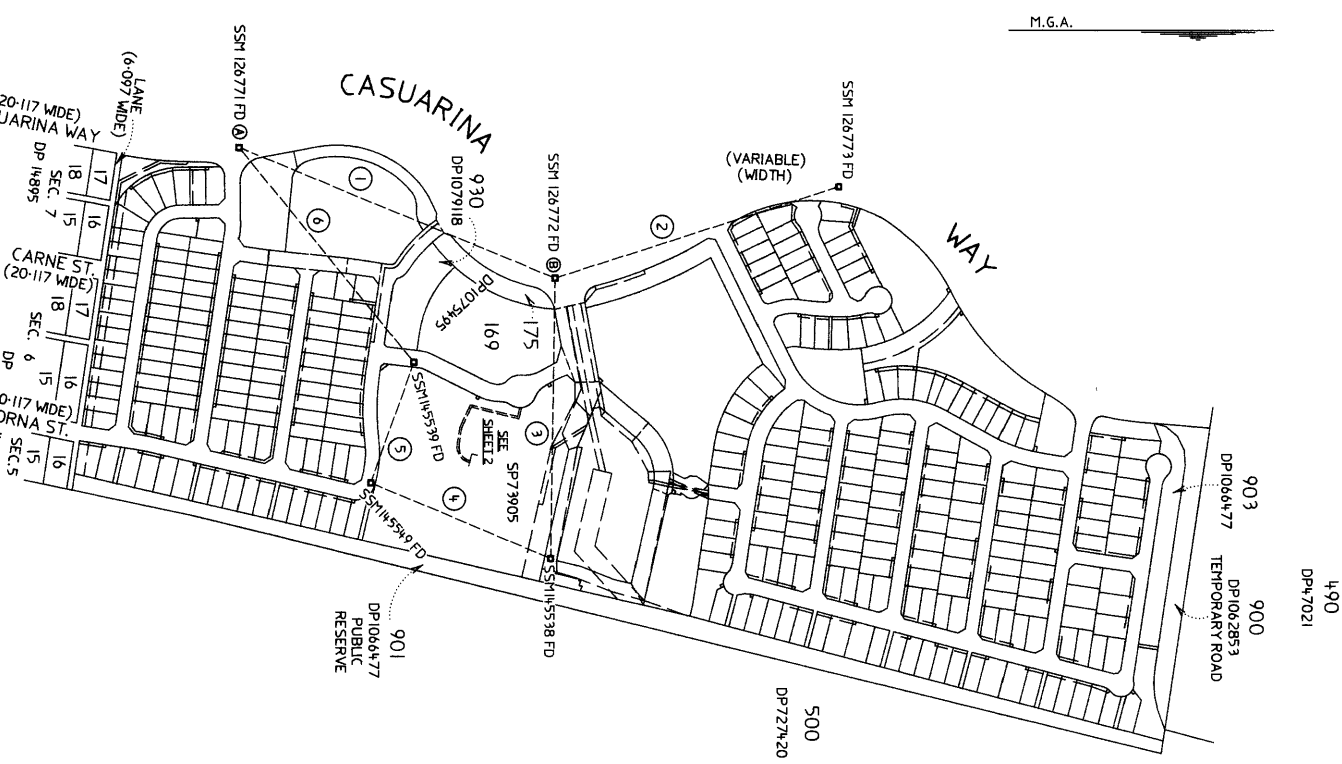 M.G.A.
CASUARINA
WAY
(VARIABLE)
(WIDTH)
SSM 126771 FD Ⓐ
SSM 126772 FD Ⓑ
SSM 126773 FD
LANE
(6·097 WIDE)
(20·117 WIDE)
UARINA WAY
18
17
DP 14895
SEC. 7
15
16
CARNE ST.
(20·117 WIDE)
18
17
SEC. 6
DP
15
16
0·117 WIDE)
ORNA ST.
SEC.5
15
16
①
②
③
④
⑤
⑥
930
DP1079118
DP1075495
175
169
SSM145539 FD
SEE
SHEET 2
SP73905
SSM145549 FD
SSM145538 FD
901
DP1066477
PUBLIC
RESERVE
500
DP727420
903
DP1066477
900
DP1062853
TEMPORARY ROAD
490
DP47021